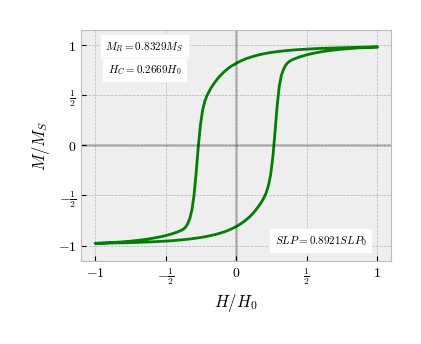 M_R = 0.8329M_S
H_C = 0.2669H_0
SLP = 0.8921SLP_0
1
1/2
0
−1/2
−1
M/M_S
−1 −1/2 0 1/2 1
H/H_0